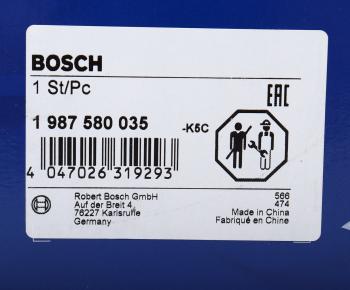 BOSCH
1 St/Pc
EAC
1 987 580 035
-K5C
4 047026 319293
Robert Bosch GmbH
Auf der Breit 4
76227 Karlsruhe
Germany
566
474
Made in China
Fabriqué en Chine